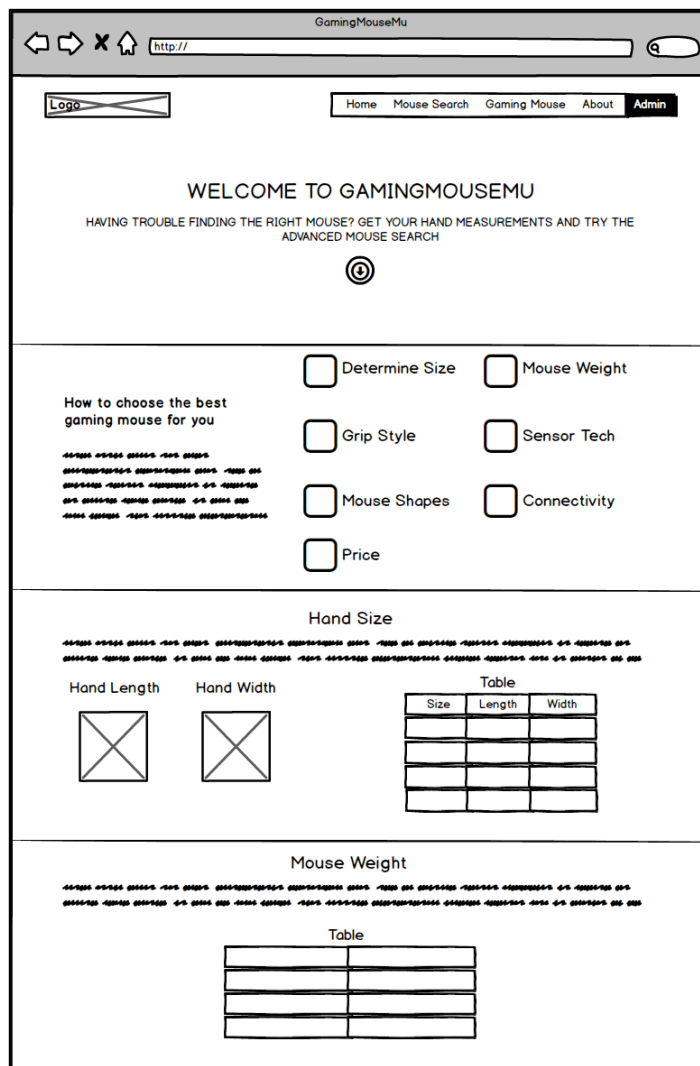 GamingMouseMu
http://
Logo
Home Mouse Search Gaming Mouse About Admin
WELCOME TO GAMINGMOUSEMU
HAVING TROUBLE FINDING THE RIGHT MOUSE? GET YOUR HAND MEASUREMENTS AND TRY THE
ADVANCED MOUSE SEARCH
How to choose the best
gaming mouse for you
Determine Size Mouse Weight
Grip Style Sensor Tech
Mouse Shapes Connectivity
Price
Hand Size
Hand Length Hand Width
Table
Size Length Width
Mouse Weight
Table